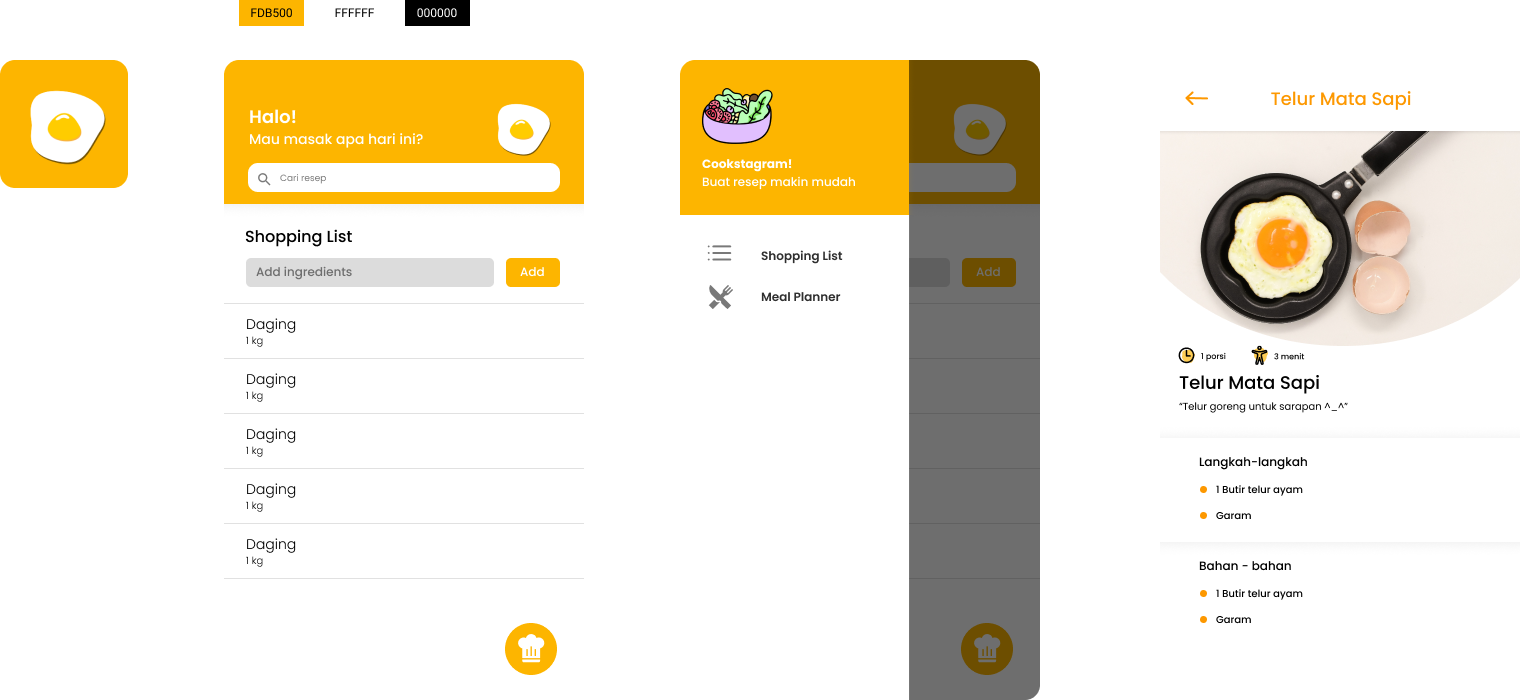 FDB500
FFFFFF
000000
Halo!
Mau masak apa hari ini?
Cari resep
Shopping List
Add ingredients
Add
Daging
1 kg
Daging
1 kg
Daging
1 kg
Daging
1 kg
Daging
1 kg
Cookstagram!
Buat resep makin mudah
Shopping List
Meal Planner
Add
Telur Mata Sapi
1 porsi
3 menit
Telur Mata Sapi
“Telur goreng untuk sarapan ^_^”
Langkah-langkah
1 Butir telur ayam
Garam
Bahan - bahan
1 Butir telur ayam
Garam